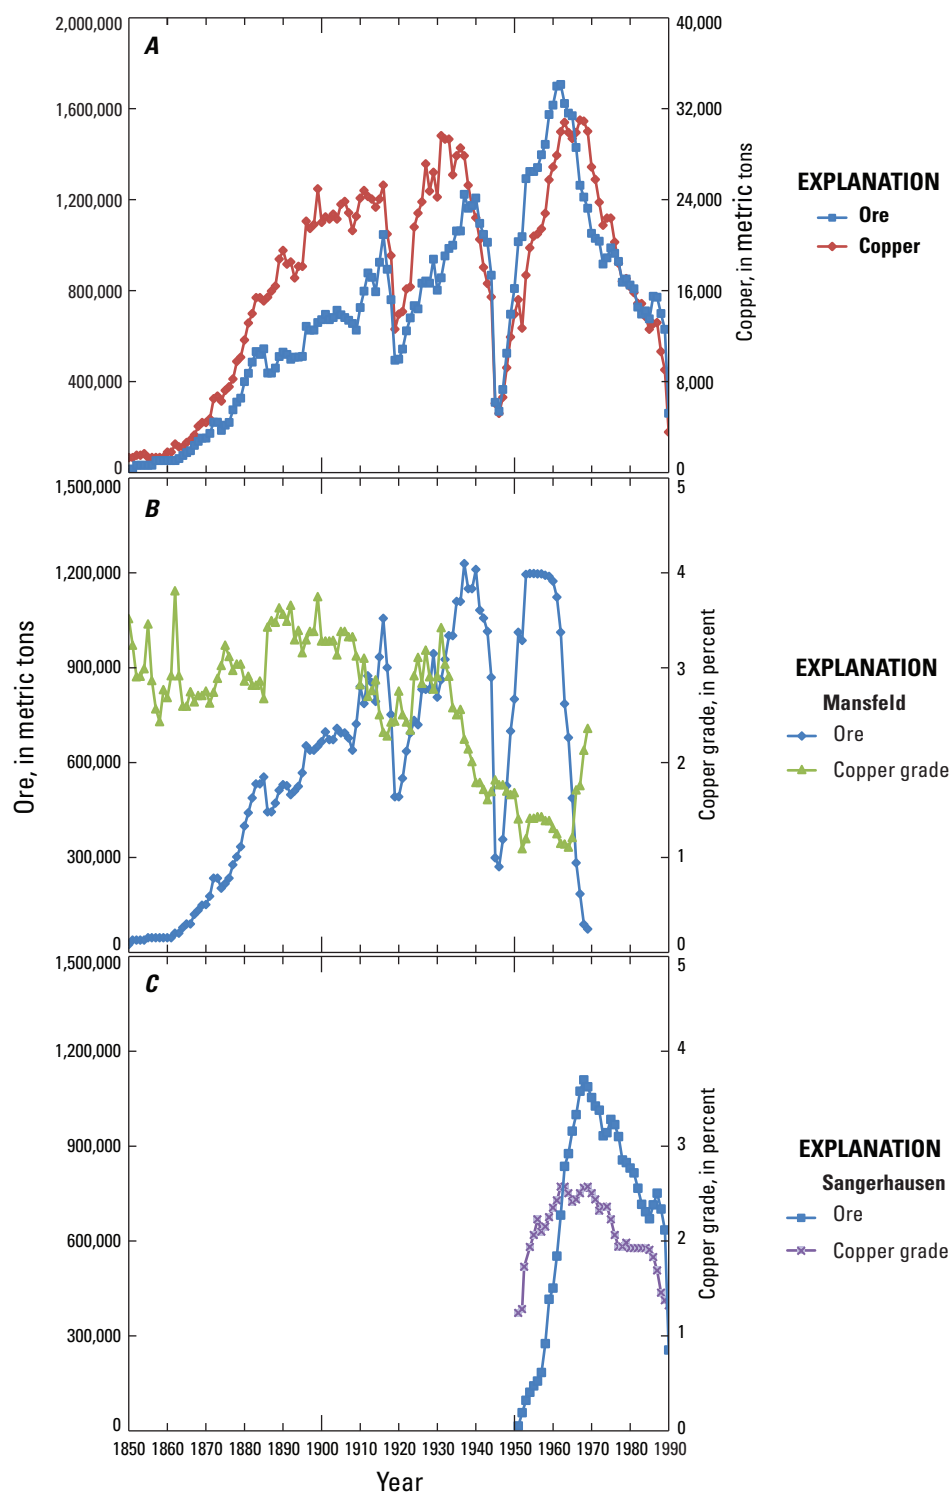 A
2,000,000
1,600,000
1,200,000
800,000
400,000
0
40,000
32,000
24,000
16,000
8,000
0
Copper, in metric tons
EXPLANATION
Ore
Copper
B
1,500,000
1,200,000
900,000
600,000
300,000
0
5
4
3
2
1
0
Ore, in metric tons
Copper grade, in percent
EXPLANATION
Mansfeld
Ore
Copper grade
C
1,500,000
1,200,000
900,000
600,000
300,000
0
5
4
3
2
1
0
Copper grade, in percent
EXPLANATION
Sangerhausen
Ore
Copper grade
1850 1860 1870 1880 1890 1900 1910 1920 1930 1940 1950 1960 1970 1980 1990
Year